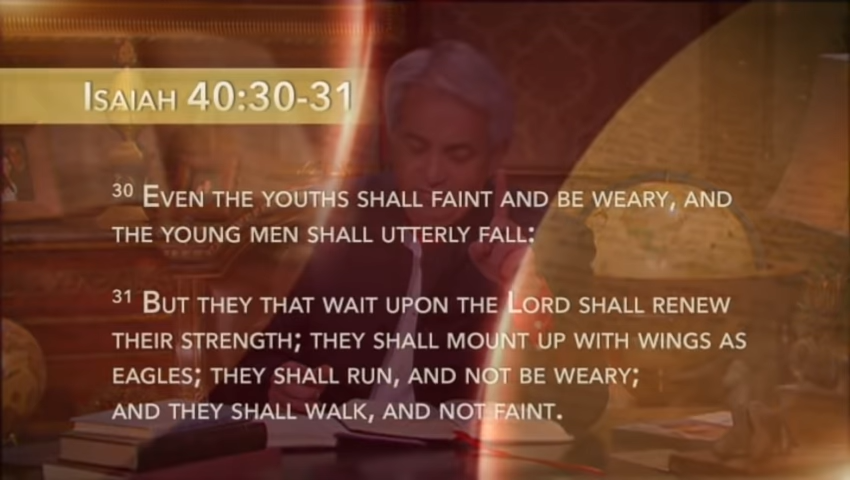 Isaiah 40:30-31
30 Even the youths shall faint and be weary, and
the young men shall utterly fall:
31 But they that wait upon the Lord shall renew
their strength; they shall mount up with wings as
eagles; they shall run, and not be weary;
and they shall walk, and not faint.